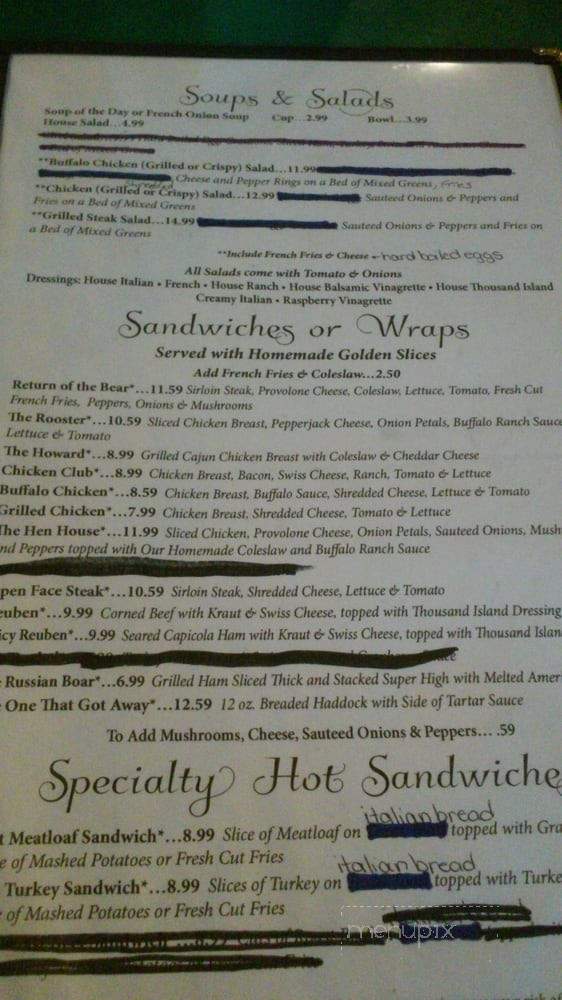 Soups & Salads
Soup of the Day or French Onion Soup Cup...2.99 Bowl...3.99
House Salad...4.99
**Buffalo Chicken (Grilled or Crispy) Salad...11.99
Cheese and Pepper Rings on a Bed of Mixed Greens, Fries
Shredded
**Chicken (Grilled or Crispy) Salad...12.99 Sauteed Onions & Peppers and
Fries on a Bed of Mixed Greens
**Grilled Steak Salad...14.99 Sauteed Onions & Peppers and Fries on
a Bed of Mixed Greens
**Include French Fries & Cheese - hard boiled eggs
All Salads come with Tomato & Onions
Dressings: House Italian • French • House Ranch • House Balsamic Vinagrette • House Thousand Island
Creamy Italian • Raspberry Vinagrette
Sandwiches or Wraps
Served with Homemade Golden Slices
Add French Fries & Coleslaw...2.50
Return of the Bear*...11.59 Sirloin Steak, Provolone Cheese, Coleslaw, Lettuce, Tomato, Fresh Cut
French Fries, Peppers, Onions & Mushrooms
The Rooster*...10.59 Sliced Chicken Breast, Pepperjack Cheese, Onion Petals, Buffalo Ranch Sauce
Lettuce & Tomato
The Howard*...8.99 Grilled Cajun Chicken Breast with Coleslaw & Cheddar Cheese
Chicken Club*...8.99 Chicken Breast, Bacon, Swiss Cheese, Ranch, Tomato & Lettuce
Buffalo Chicken*...8.59 Chicken Breast, Buffalo Sauce, Shredded Cheese, Lettuce & Tomato
Grilled Chicken*...7.99 Chicken Breast, Shredded Cheese, Tomato & Lettuce
The Hen House*...11.99 Sliced Chicken, Provolone Cheese, Onion Petals, Sauteed Onions, Mush
nd Peppers topped with Our Homemade Coleslaw and Buffalo Ranch Sauce
pen Face Steak*...10.59 Sirloin Steak, Shredded Cheese, Lettuce & Tomato
euben*...9.99 Corned Beef with Kraut & Swiss Cheese, topped with Thousand Island Dressing
icy Reuben*...9.99 Seared Capicola Ham with Kraut & Swiss Cheese, topped with Thousand Islan
Russian Boar*...6.99 Grilled Ham Sliced Thick and Stacked Super High with Melted Amer
One That Got Away*...12.59 12 oz. Breaded Haddock with Side of Tartar Sauce
To Add Mushrooms, Cheese, Sauteed Onions & Peppers... .59
Specialty Hot Sandwiche
italian bread
t Meatloaf Sandwich*...8.99 Slice of Meatloaf on topped with Gra
e of Mashed Potatoes or Fresh Cut Fries
italian bread
Turkey Sandwich*...8.99 Slices of Turkey on topped with Turke
of Mashed Potatoes or Fresh Cut Fries
menupix